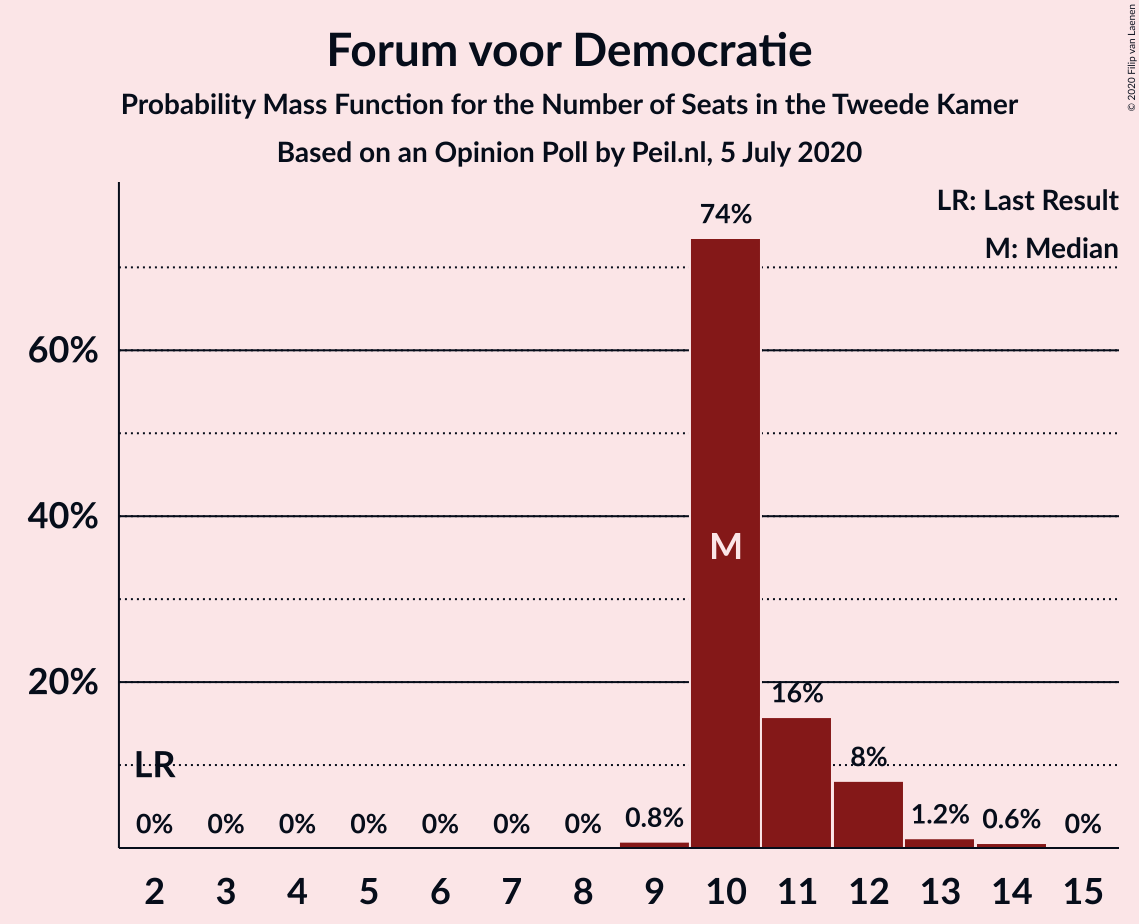 Forum voor Democratie
Probability Mass Function for the Number of Seats in the Tweede Kamer
Based on an Opinion Poll by Peil.nl, 5 July 2020
© 2020 Filip van Laenen
LR: Last Result
M: Median
74%
60%
40%
M
20%
16%
LR
8%
0% 0% 0% 0% 0% 0% 0% 0.8% 1.2% 0.6% 0%
2 3 4 5 6 7 8 9 10 11 12 13 14 15